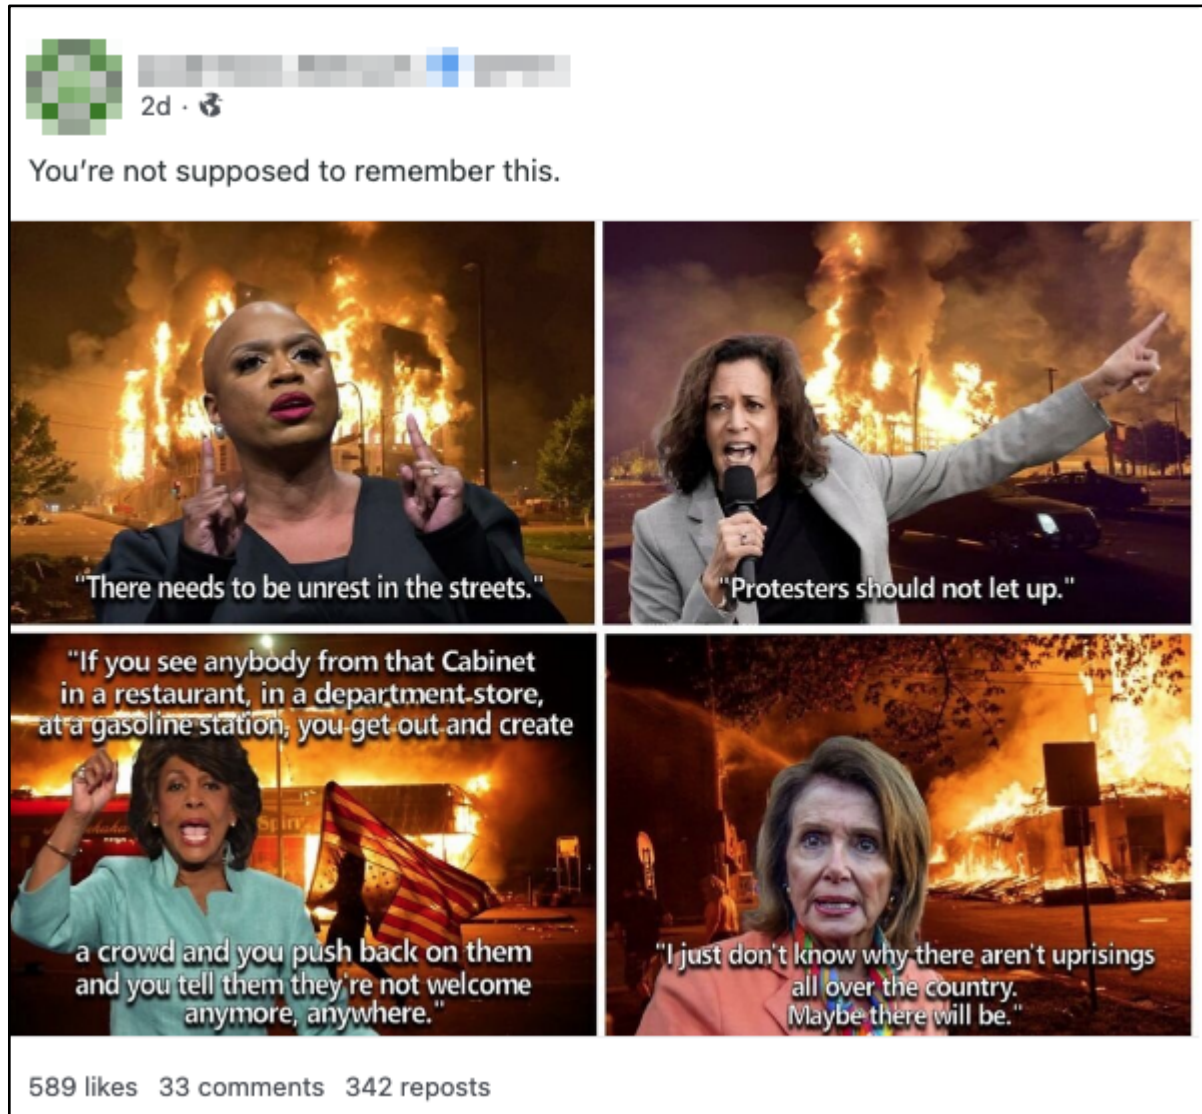 2d ·
You're not supposed to remember this.
"There needs to be unrest in the streets."
"Protesters should not let up."
"If you see anybody from that Cabinet
in a restaurant, in a department store,
at a gasoline station, you get out and create
a crowd and you push back on them
and you tell them they're not welcome
anymore, anywhere."
"I just don't know why there aren't uprisings
all over the country.
Maybe there will be."
589 likes 33 comments 342 reposts